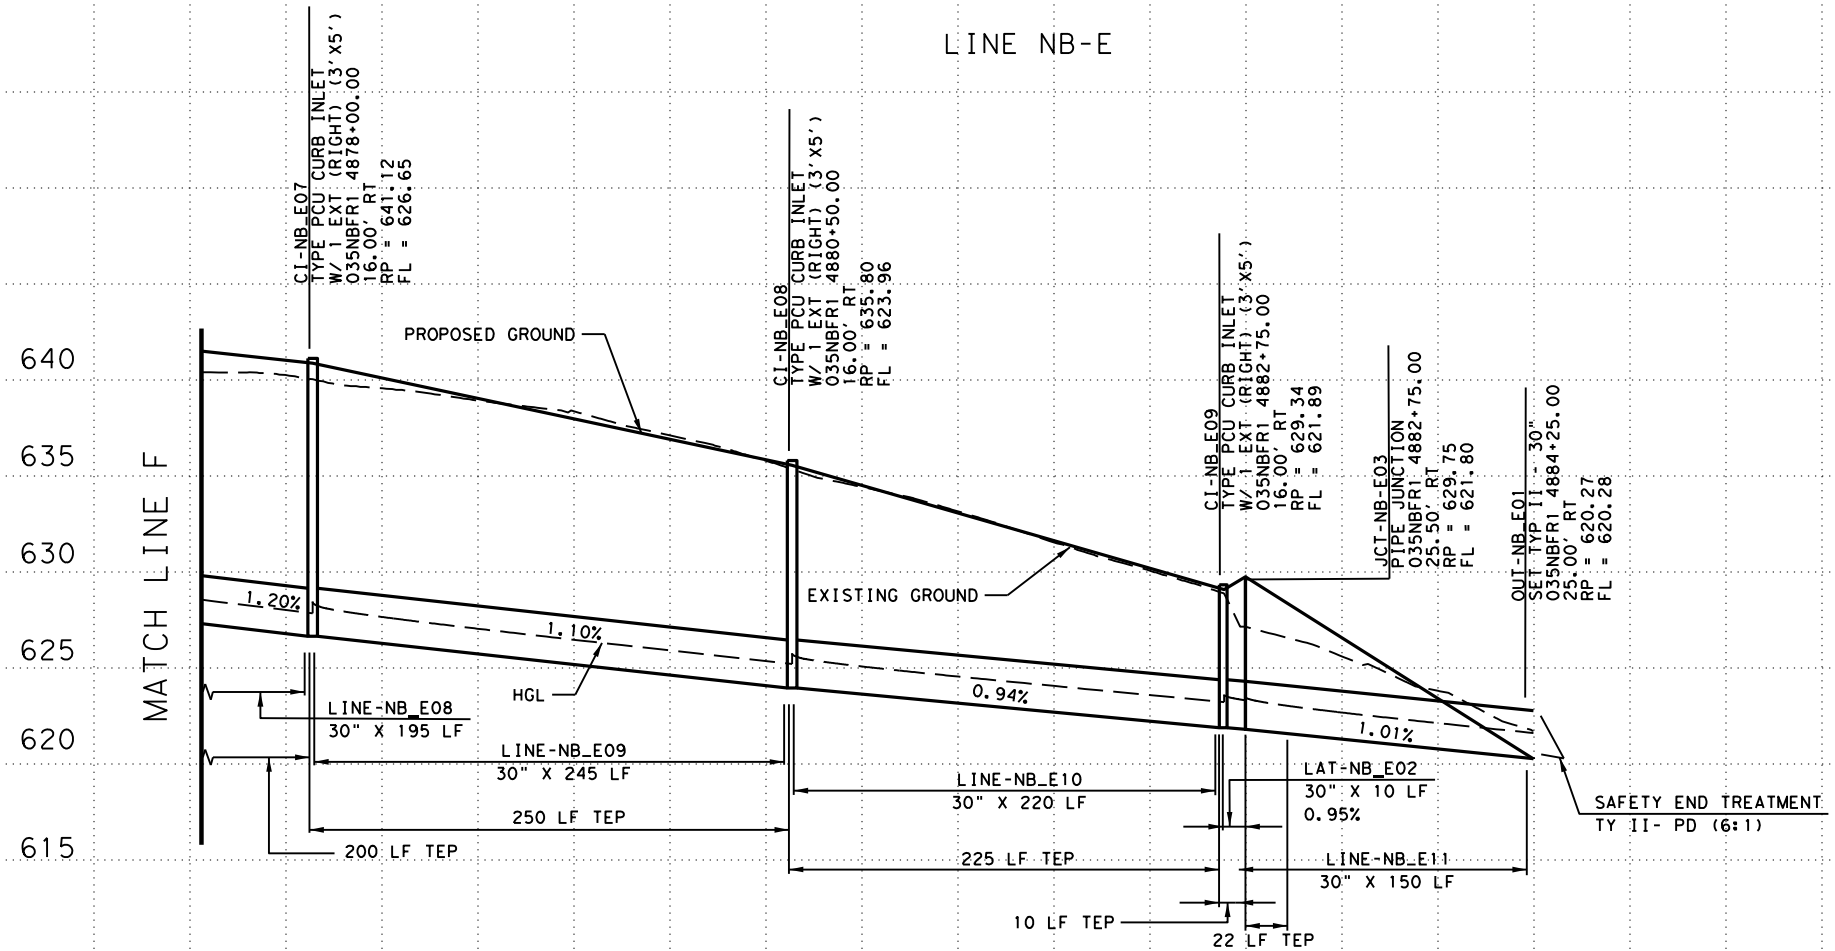 LINE NB-E
CI-NB_E07
TYPE PCU CURB INLET
W/ 1 EXT (RIGHT) (3'X5')
035NBFR1 4878+00.00
16.00' RT
RP = 641.12
FL = 626.65
CI-NB_E08
TYPE PCU CURB INLET
W/ 1 EXT (RIGHT) (3'X5')
035NBFR1 4880+50.00
16.00' RT
RP = 635.80
FL = 623.96
CI-NB_E09
TYPE PCU CURB INLET
W/ 1 EXT (RIGHT) (3'X5')
035NBFR1 4882+75.00
16.00' RT
RP = 629.34
FL = 621.89
JCT-NB-E03
PIPE JUNCTION
035NBFR1 4882+75.00
25.50' RT
RP = 629.75
FL = 621.80
OUT-NB_E01
SET TYP II - 30"
035NBFR1 4884+25.00
25.00' RT
RP = 620.27
FL = 620.28
640
635
630
625
620
615
MATCH LINE F
PROPOSED GROUND
EXISTING GROUND
HGL
1.20%
1.10%
0.94%
1.01%
LINE-NB_E08
30" X 195 LF
LINE-NB_E09
30" X 245 LF
LINE-NB_E10
30" X 220 LF
LAT-NB_E02
30" X 10 LF
0.95%
SAFETY END TREATMENT
TY II- PD (6:1)
250 LF TEP
200 LF TEP
225 LF TEP
LINE-NB_E11
30" X 150 LF
10 LF TEP
22 LF TEP